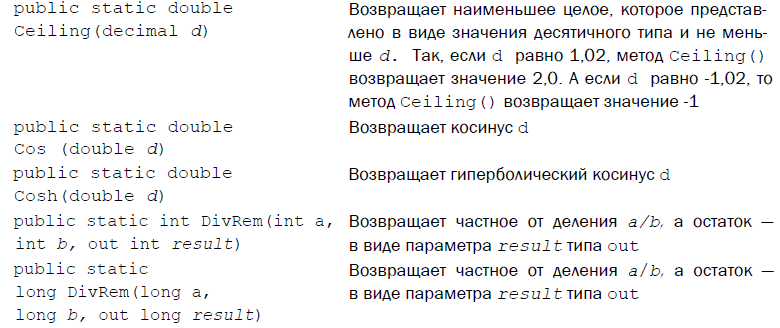 public static double
Ceiling(decimal d)
Возвращает наименьшее целое, которое представ-
лено в виде значения десятичного типа и не мень-
ше d. Так, если d равно 1,02, метод Ceiling()
возвращает значение 2,0. А если d равно -1,02, то
метод Ceiling() возвращает значение -1
public static double
Cos (double d)
Возвращает косинус d
public static double
Cosh(double d)
Возвращает гиперболический косинус d
public static int DivRem(int a,
int b, out int result)
Возвращает частное от деления a/b, а остаток —
в виде параметра result типа out
public static
long DivRem(long a,
long b, out long result)
Возвращает частное от деления a/b, а остаток —
в виде параметра result типа out